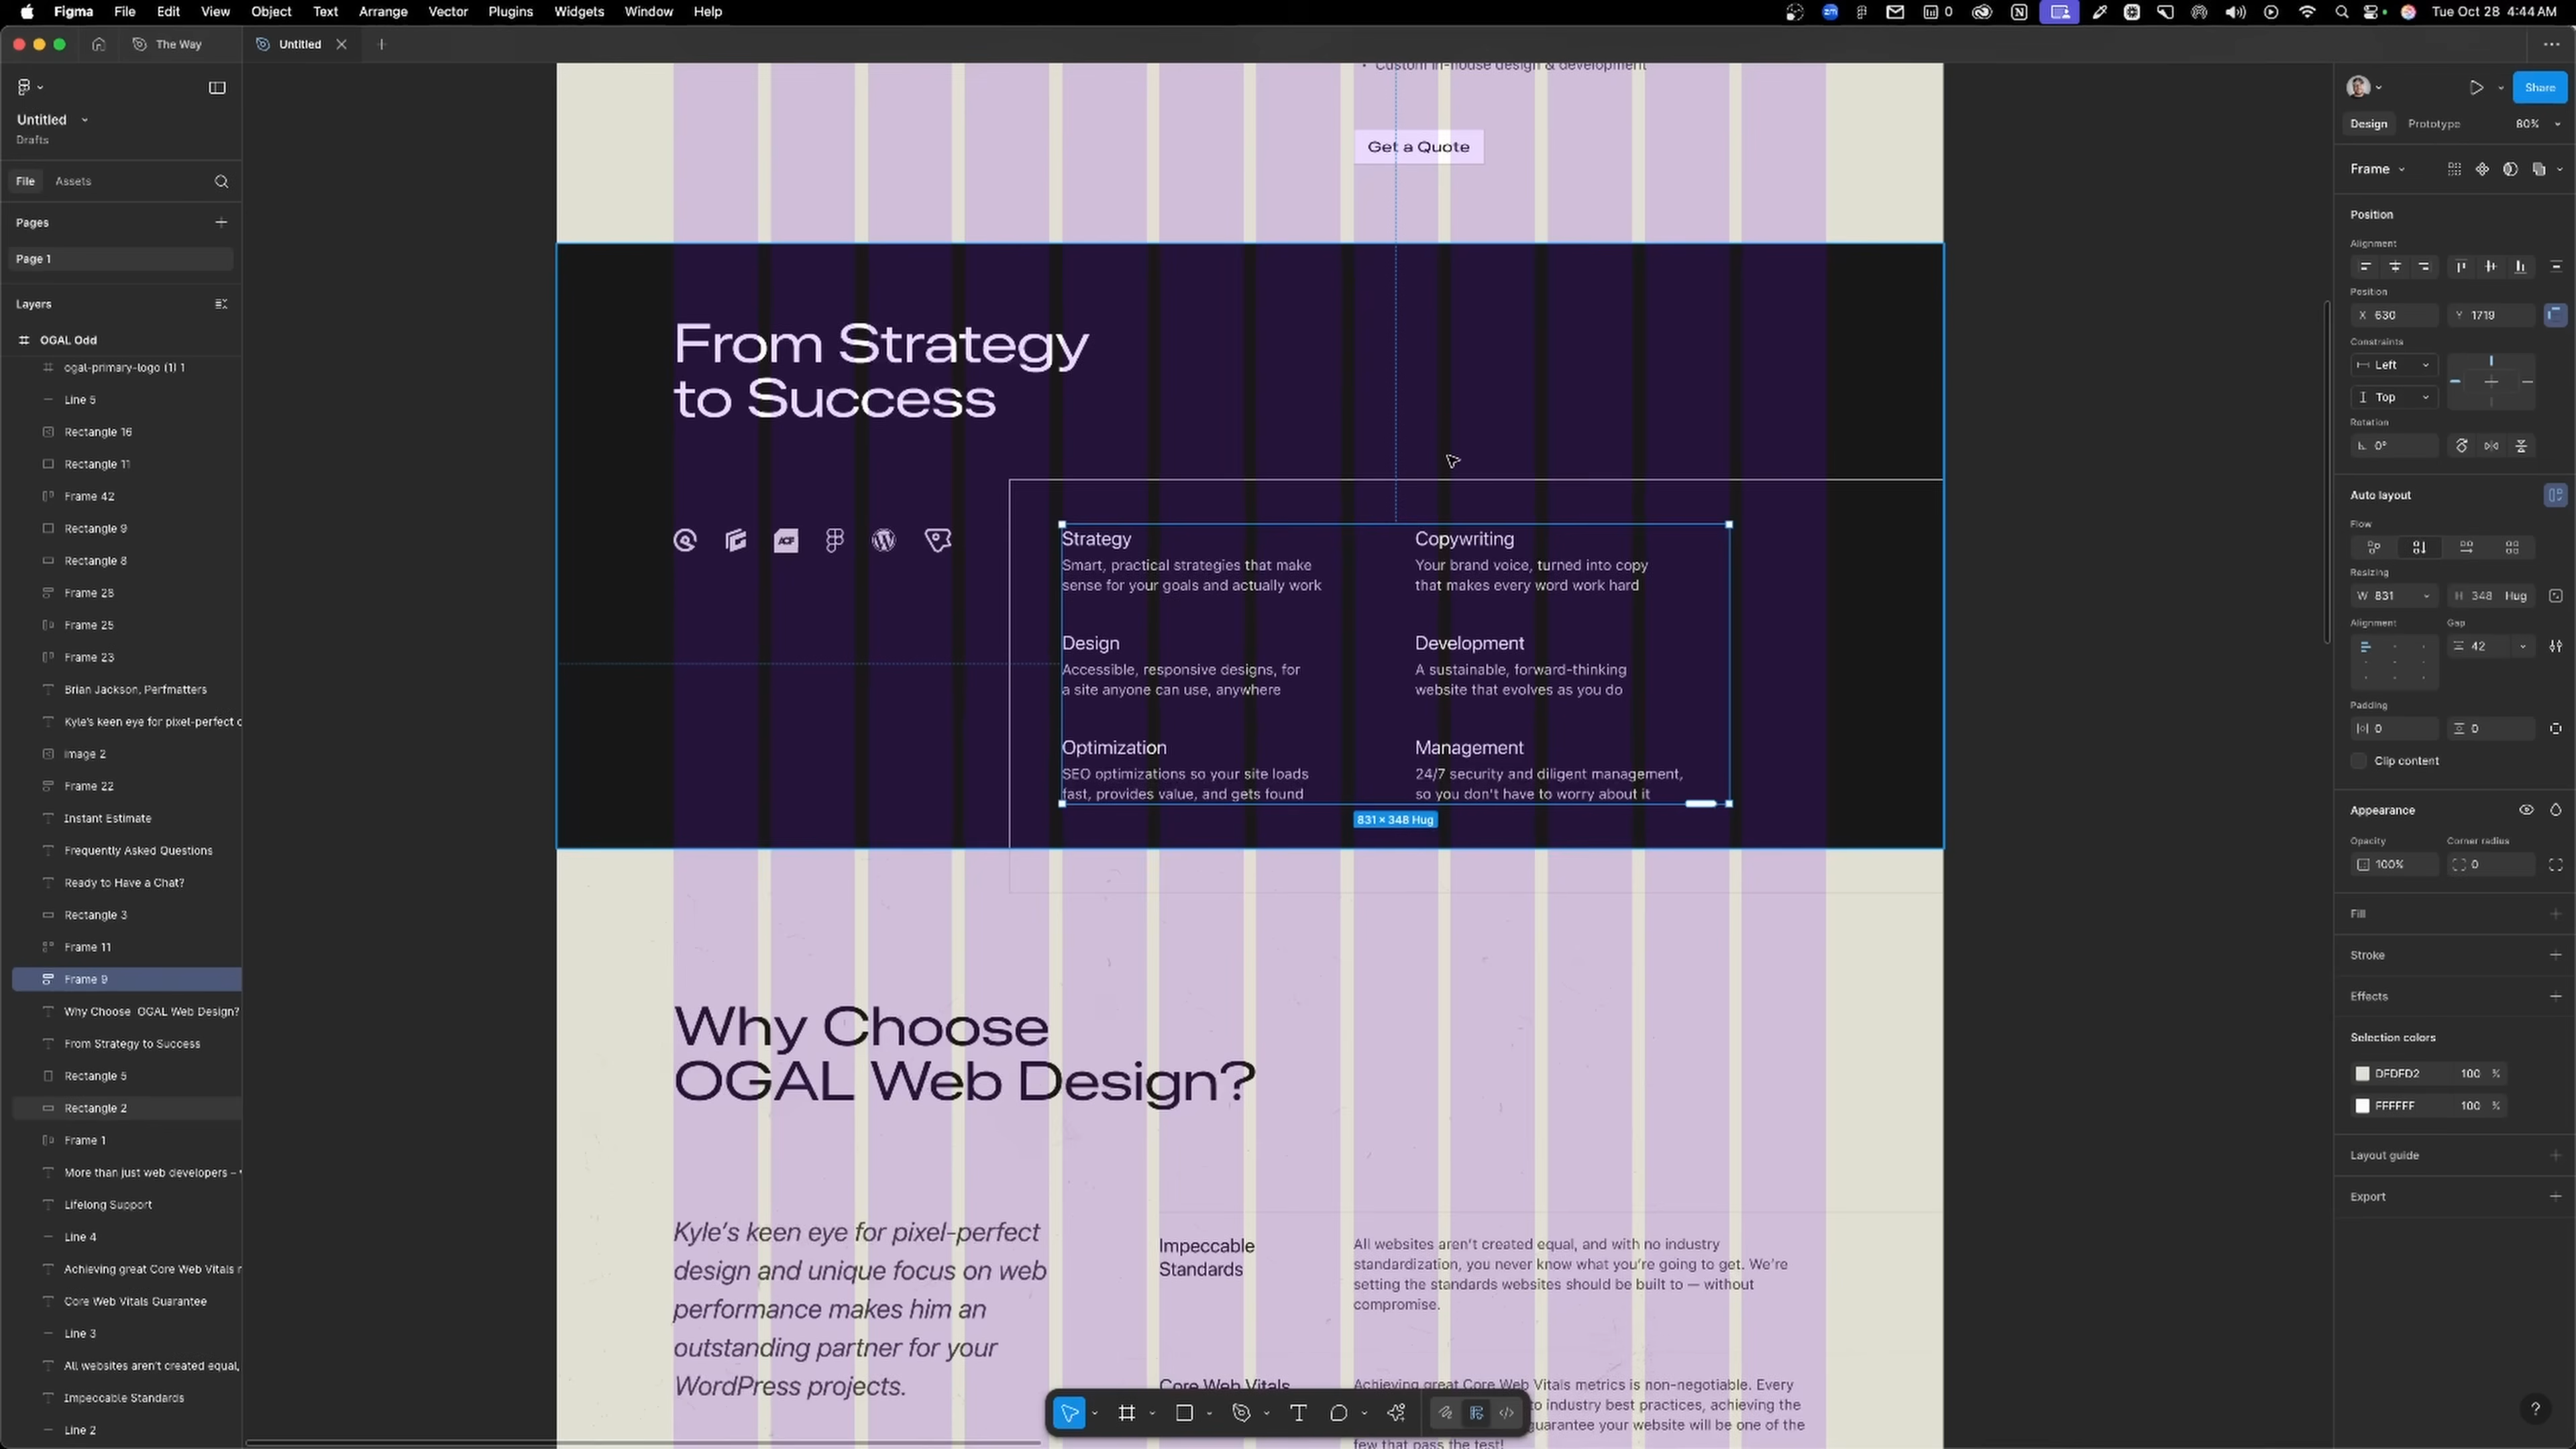 Figma File Edit View Object Text Arrange Vector Plugins Widgets Window Help
0
Tue Oct 28 4:44 AM
The Way
Untitled
Untitled
Drafts
File Assets
Pages
Page 1
Layers
OGAL Odd
ogal-primary-logo (1) 1
Line 5
Rectangle 16
Rectangle 11
Frame 42
Rectangle 9
Rectangle 8
Frame 28
Frame 25
Frame 23
Brian Jackson, Perfmatters
Kyle's keen eye for pixel-perfect
image 2
Frame 22
Instant Estimate
Frequently Asked Questions
Ready to Have a Chat?
Rectangle 3
Frame 11
Frame 9
Why Choose OGAL Web Design?
From Strategy to Success
Rectangle 5
Rectangle 2
Frame 1
More than just web developers –
Lifelong Support
Line 4
Achieving great Core Web Vitals
Core Web Vitals Guarantee
Line 3
All websites aren't created equal,
Impeccable Standards
Line 2
• Custom in-house design & development
Get a Quote
From Strategy
to Success
ACF
Strategy
Smart, practical strategies that make
sense for your goals and actually work
Copywriting
Your brand voice, turned into copy
that makes every word work hard
Design
Accessible, responsive designs, for
a site anyone can use, anywhere
Development
A sustainable, forward-thinking
website that evolves as you do
Optimization
SEO optimizations so your site loads
fast, provides value, and gets found
Management
24/7 security and diligent management,
so you don't have to worry about it
831 × 348 Hug
Why Choose
OGAL Web Design?
Kyle's keen eye for pixel-perfect
design and unique focus on web
performance makes him an
outstanding partner for your
WordPress projects.
Impeccable
Standards
All websites aren't created equal, and with no industry
standardization, you never know what you're going to get. We're
setting the standards websites should be built to — without
compromise.
Core Web Vitals
Achieving great Core Web Vitals metrics is non-negotiable. Every
to industry best practices, achieving the
guarantee your website will be one of the
few that pass the test!
Share
Design Prototype 80%
Frame
Position
Alignment
Position
X 630 Y 1719
Constraints
Left
Top
Rotation
0°
Auto layout
Flow
Resizing
W 831 H 348 Hug
Alignment Gap
42
Padding
0 0
Clip content
Appearance
Opacity Corner radius
100% 0
Fill
Stroke
Effects
Selection colors
DFDFD2 100 %
FFFFFF 100 %
Layout guide
Export
?